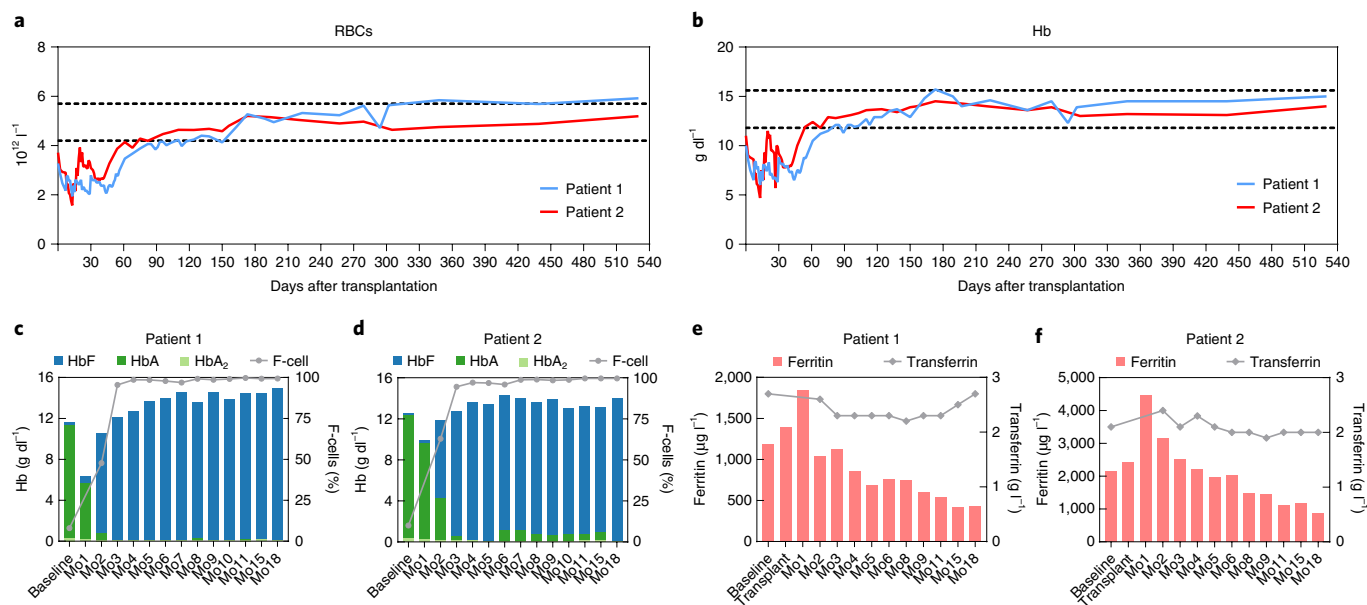 a
RBCs
8
6
4
2
0
10¹² l⁻¹
30 60 90 120 150 180 210 240 270 300 330 360 390 420 450 480 510 540
Days after transplantation
Patient 1
Patient 2
b
Hb
20
15
10
5
0
g dl⁻¹
30 60 90 120 150 180 210 240 270 300 330 360 390 420 450 480 510 540
Days after transplantation
Patient 1
Patient 2
c
Patient 1
HbF HbA HbA₂ F-cell
16
12
8
4
0
Hb (g dl⁻¹)
100
75
50
25
0
F-cells (%)
Baseline Mo1 Mo2 Mo3 Mo4 Mo5 Mo6 Mo7 Mo8 Mo9 Mo10 Mo11 Mo15 Mo18
d
Patient 2
HbF HbA HbA₂ F-cell
16
12
8
4
0
Hb (g dl⁻¹)
100
75
50
25
0
F-cells (%)
Baseline Mo1 Mo2 Mo3 Mo4 Mo5 Mo6 Mo7 Mo8 Mo9 Mo10 Mo11 Mo15 Mo18
e
Patient 1
Ferritin Transferrin
2,000
1,500
1,000
500
0
Ferritin (µg l⁻¹)
3
2
1
0
Transferrin (g l⁻¹)
Baseline Transplant Mo1 Mo2 Mo3 Mo4 Mo5 Mo6 Mo8 Mo9 Mo11 Mo15 Mo18
f
Patient 2
Ferritin Transferrin
5,000
4,000
3,000
2,000
1,000
0
Ferritin (µg l⁻¹)
3
2
1
0
Transferrin (g l⁻¹)
Baseline Transplant Mo1 Mo2 Mo3 Mo4 Mo5 Mo6 Mo8 Mo9 Mo11 Mo15 Mo18